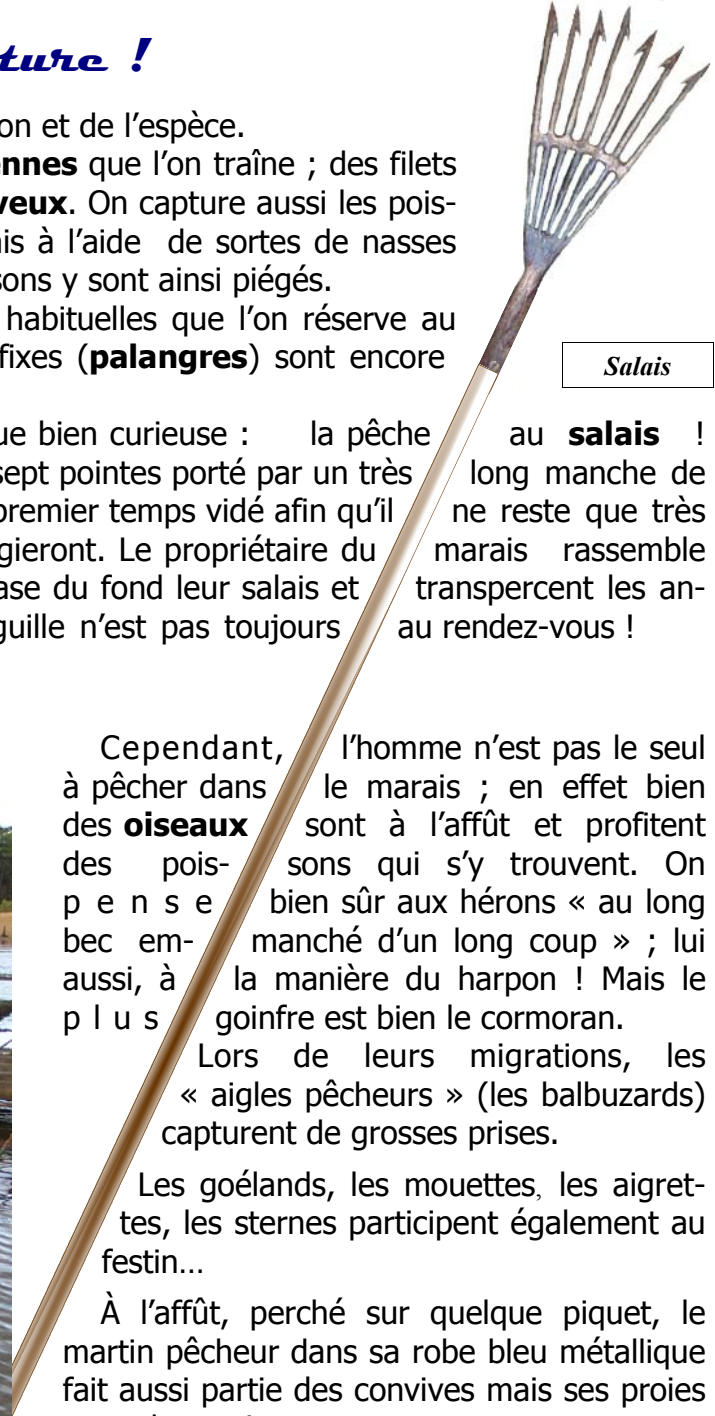 ture !
on et de l’espèce.
ennes que l’on traîne ; des filets
veux. On capture aussi les pois-
is à l’aide de sortes de nasses
sons y sont ainsi piégés.
habituelles que l’on réserve au
fixes (palangres) sont encore
Salais
ue bien curieuse : la pêche au salais !
sept pointes porté par un très long manche de
premier temps vidé afin qu’il ne reste que très
gieront. Le propriétaire du marais rassemble
ase du fond leur salais et transpercent les an-
guille n’est pas toujours au rendez-vous !
Cependant, l’homme n’est pas le seul
à pêcher dans le marais ; en effet bien
des oiseaux sont à l’affût et profitent
des pois- sons qui s’y trouvent. On
pense bien sûr aux hérons « au long
bec em- manché d’un long coup » ; lui
aussi, à la manière du harpon ! Mais le
plus goinfre est bien le cormoran.
Lors de leurs migrations, les
« aigles pêcheurs » (les balbuzards)
capturent de grosses prises.
Les goélands, les mouettes, les aigret-
tes, les sternes participent également au
festin…
À l’affût, perché sur quelque piquet, le
martin pêcheur dans sa robe bleu métallique
fait aussi partie des convives mais ses proies